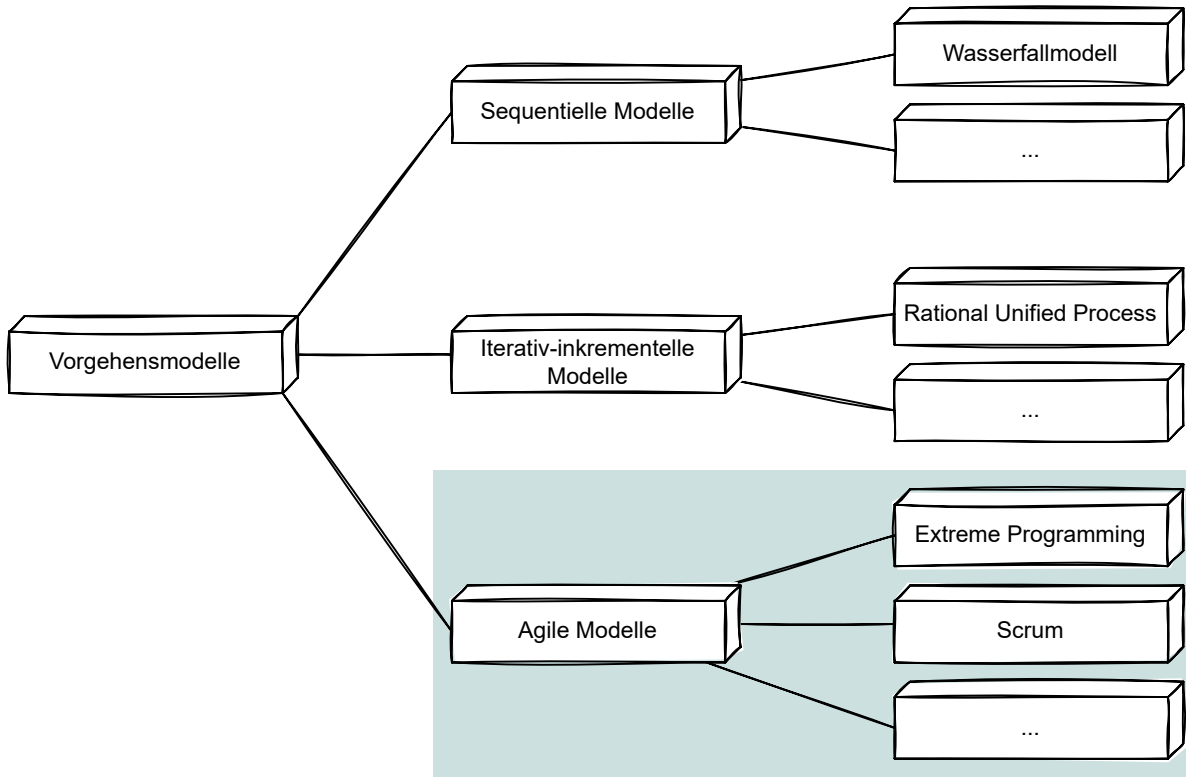 Vorgehensmodelle
Sequentielle Modelle
Wasserfallmodell
...
Iterativ-inkrementelle
Modelle
Rational Unified Process
...
Agile Modelle
Extreme Programming
Scrum
...